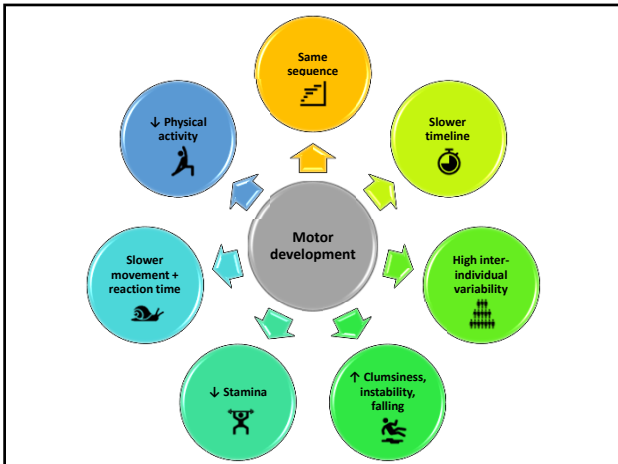 Same
sequence
Slower
timeline
High inter-
individual
variability
↑ Clumsiness,
instability,
falling
↓ Stamina
Slower
movement +
reaction time
↓ Physical
activity
Motor
development